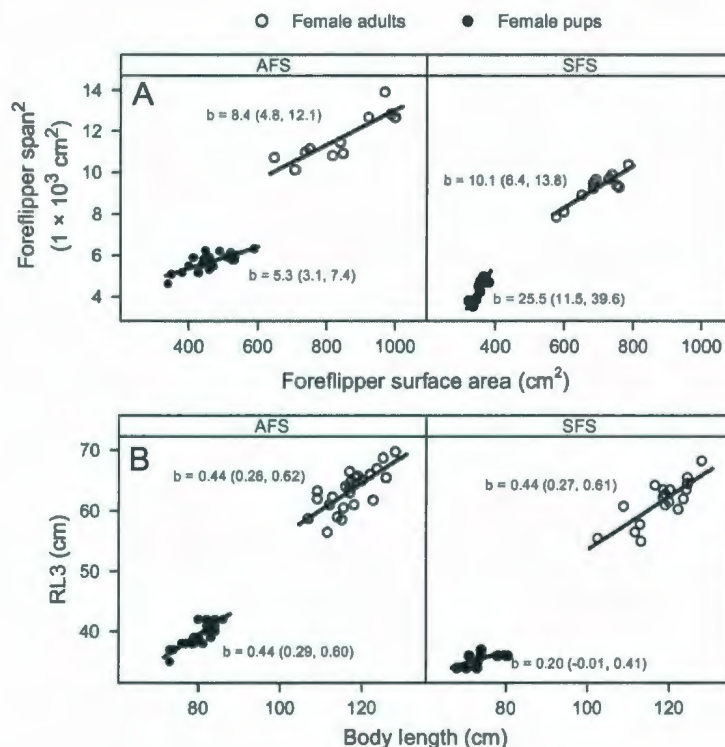 Female adults Female pups
AFS SFS
A
Foreflipper span²
(1 × 10³ cm²)
14
12
10
8
6
4
b = 8.4 (4.8, 12.1)
b = 5.3 (3.1, 7.4)
b = 10.1 (6.4, 13.8)
b = 25.5 (11.5, 39.6)
400 600 800 1000 400 600 800 1000
Foreflipper surface area (cm²)
AFS SFS
B
RL3 (cm)
70
60
50
40
b = 0.44 (0.26, 0.62)
b = 0.44 (0.29, 0.60)
b = 0.44 (0.27, 0.61)
b = 0.20 (-0.01, 0.41)
80 100 120 80 100 120
Body length (cm)